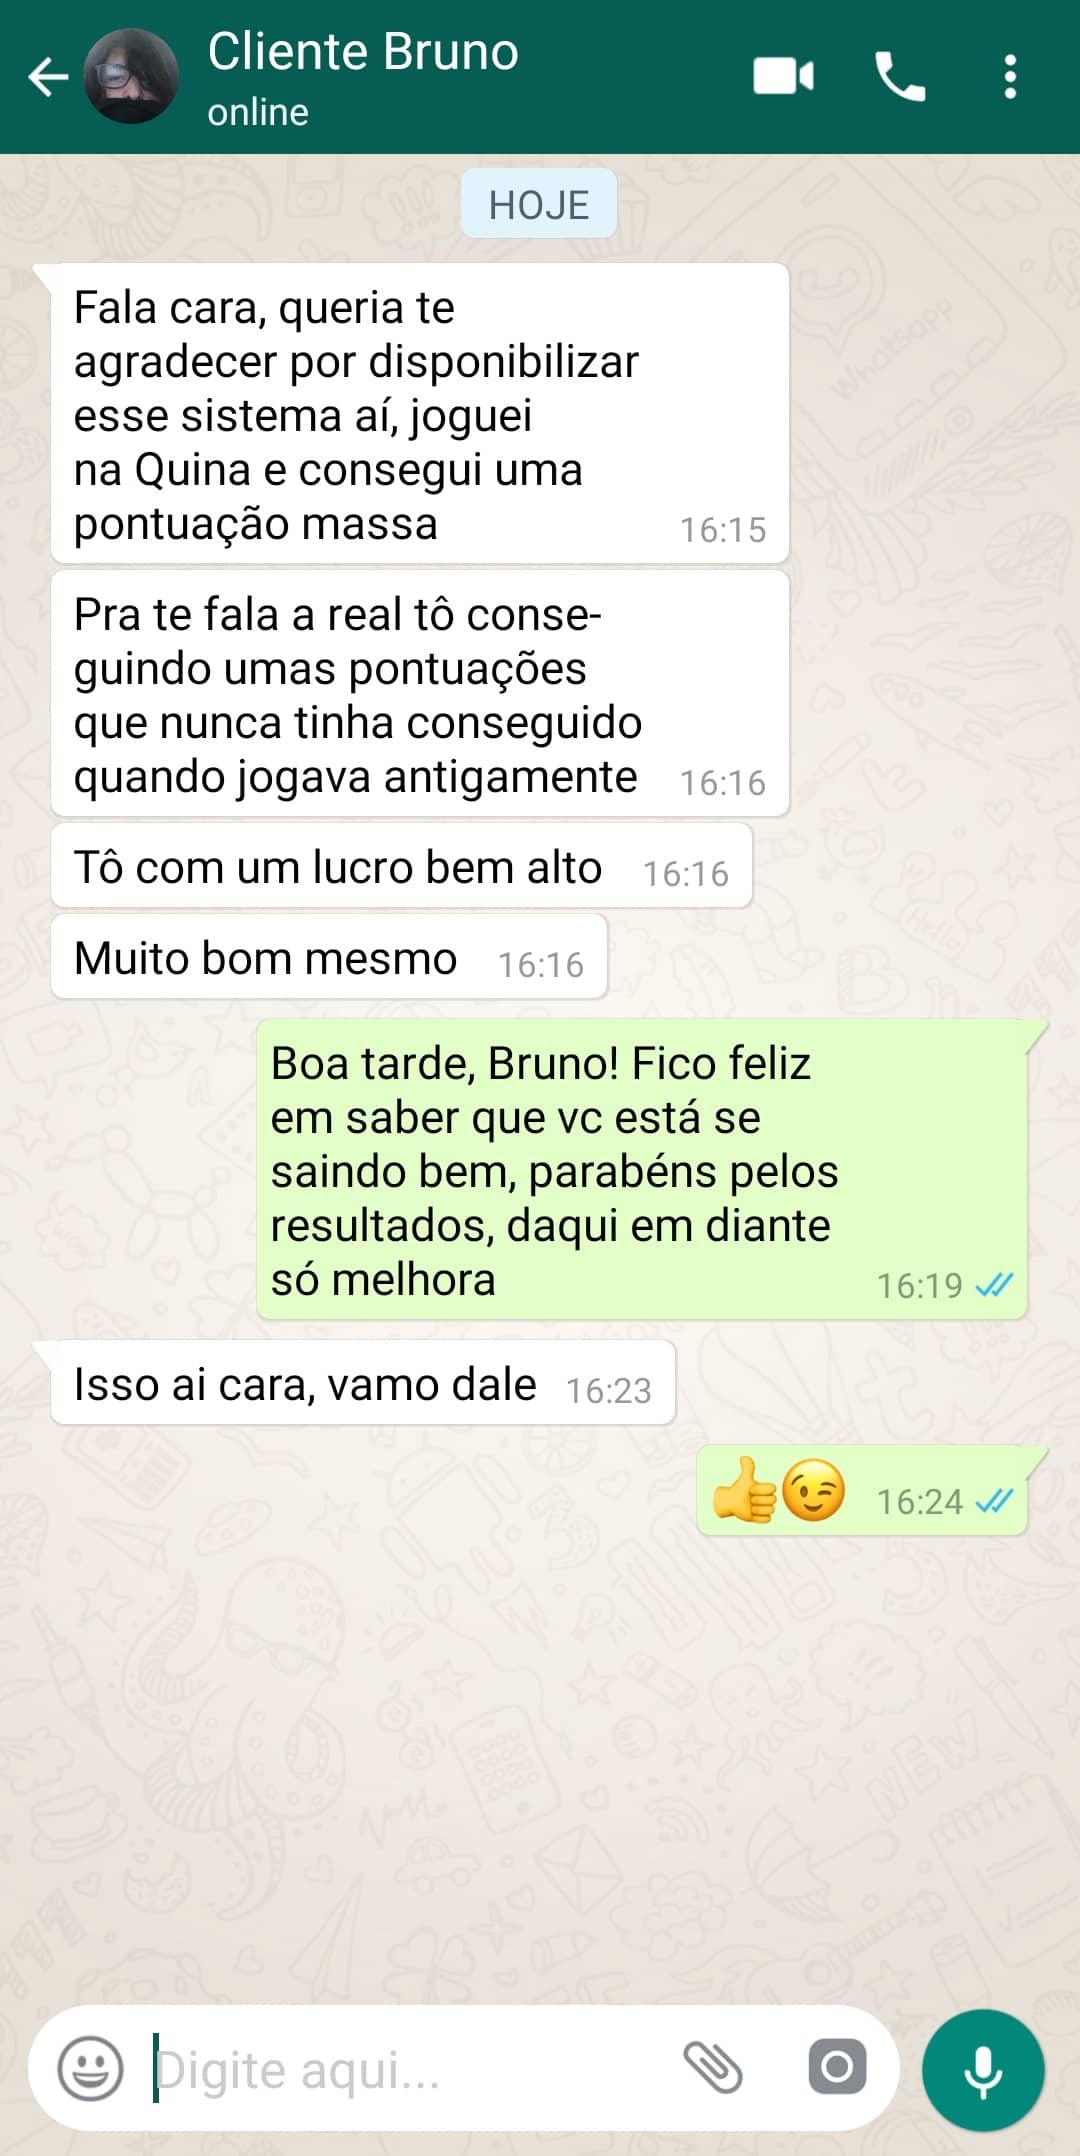 Cliente Bruno
online
HOJE
Fala cara, queria te
agradecer por disponibilizar
esse sistema aí, joguei
na Quina e consegui uma
pontuação massa 16:15
Pra te fala a real tô conse-
guindo umas pontuações
que nunca tinha conseguido
quando jogava antigamente 16:16
Tô com um lucro bem alto 16:16
Muito bom mesmo 16:16
Boa tarde, Bruno! Fico feliz
em saber que vc está se
saindo bem, parabéns pelos
resultados, daqui em diante
só melhora 16:19
Isso ai cara, vamo dale 16:23
👍😉 16:24
Digite aqui...